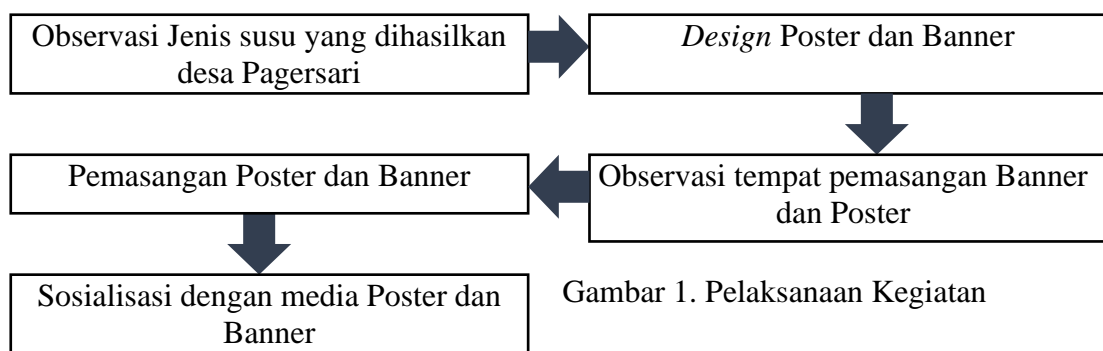 Observasi Jenis susu yang dihasilkan
desa Pagersari
Design Poster dan Banner
Observasi tempat pemasangan Banner
dan Poster
Pemasangan Poster dan Banner
Sosialisasi dengan media Poster dan
Banner
Gambar 1. Pelaksanaan Kegiatan